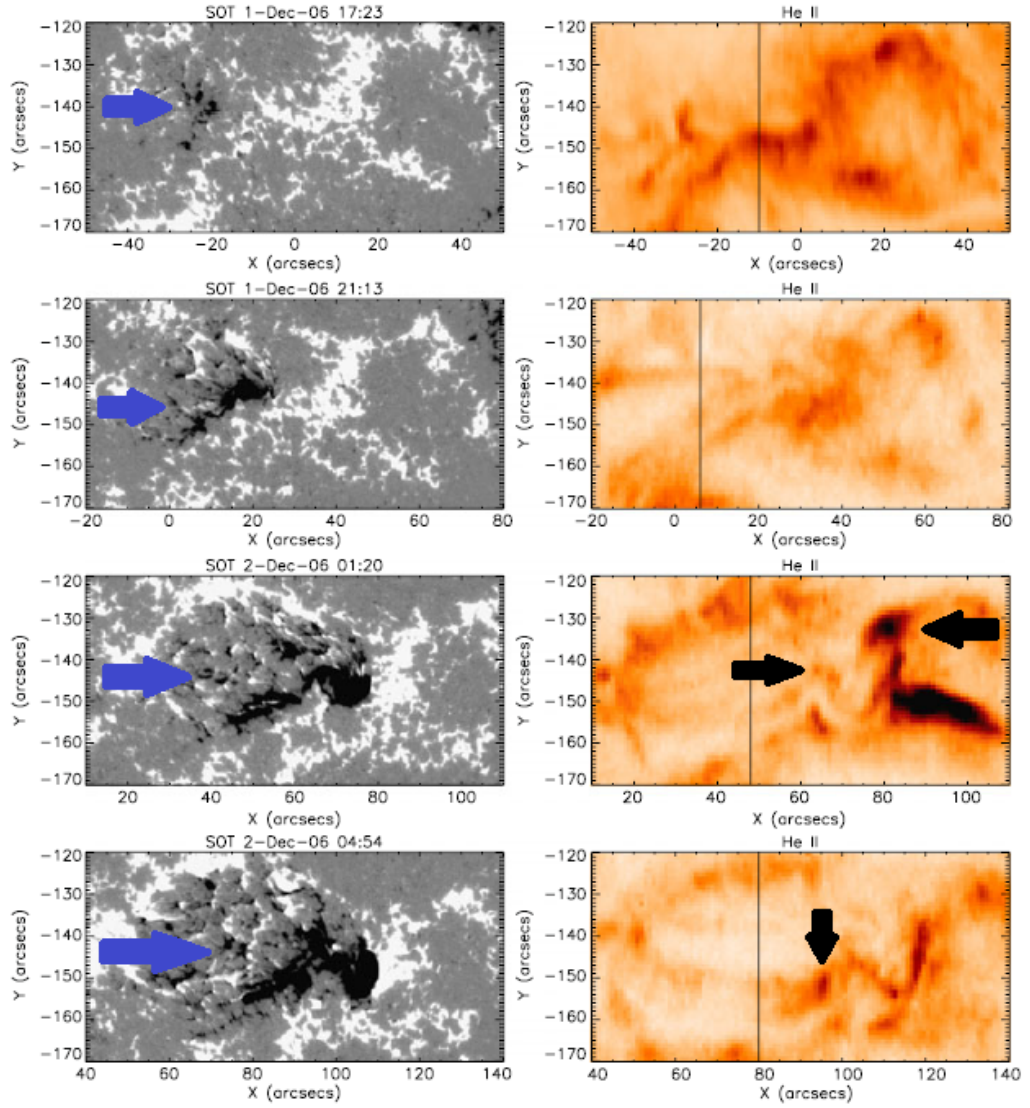 SOT 1-Dec-06 17:23
He II
-120
-130
-140
-150
-160
-170
Y (arcsecs)
-40 -20 0 20 40
X (arcsecs)
-120
-130
-140
-150
-160
-170
Y (arcsecs)
-40 -20 0 20 40
X (arcsecs)
SOT 1-Dec-06 21:13
He II
-120
-130
-140
-150
-160
-170
Y (arcsecs)
-20 0 20 40 60 80
X (arcsecs)
-120
-130
-140
-150
-160
-170
Y (arcsecs)
-20 0 20 40 60 80
X (arcsecs)
SOT 2-Dec-06 01:20
He II
-120
-130
-140
-150
-160
-170
Y (arcsecs)
20 40 60 80 100
X (arcsecs)
-120
-130
-140
-150
-160
-170
Y (arcsecs)
20 40 60 80 100
X (arcsecs)
SOT 2-Dec-06 04:54
He II
-120
-130
-140
-150
-160
-170
Y (arcsecs)
40 60 80 100 120 140
X (arcsecs)
-120
-130
-140
-150
-160
-170
Y (arcsecs)
40 60 80 100 120 140
X (arcsecs)